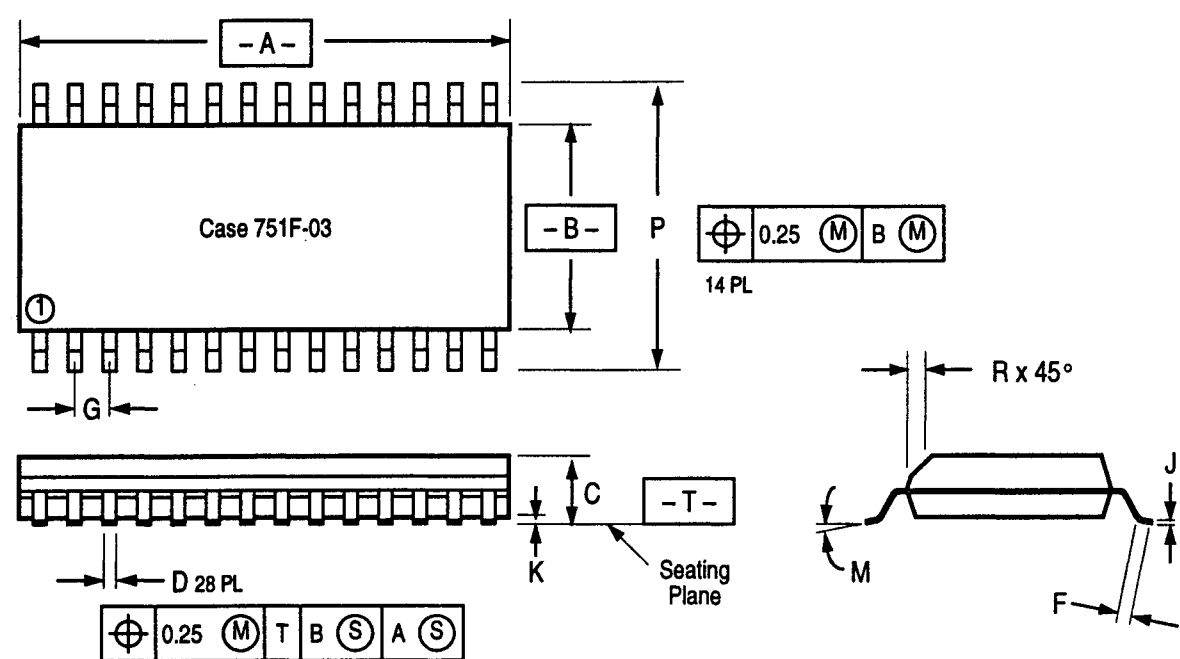 – A –
Case 751F-03
1
– B –
P
⌖ 0.25 Ⓜ B Ⓜ
14 PL
G
R x 45°
J
C
– T –
K
Seating
Plane
M
F
D 28 PL
⌖ 0.25 Ⓜ T B Ⓢ A Ⓢ